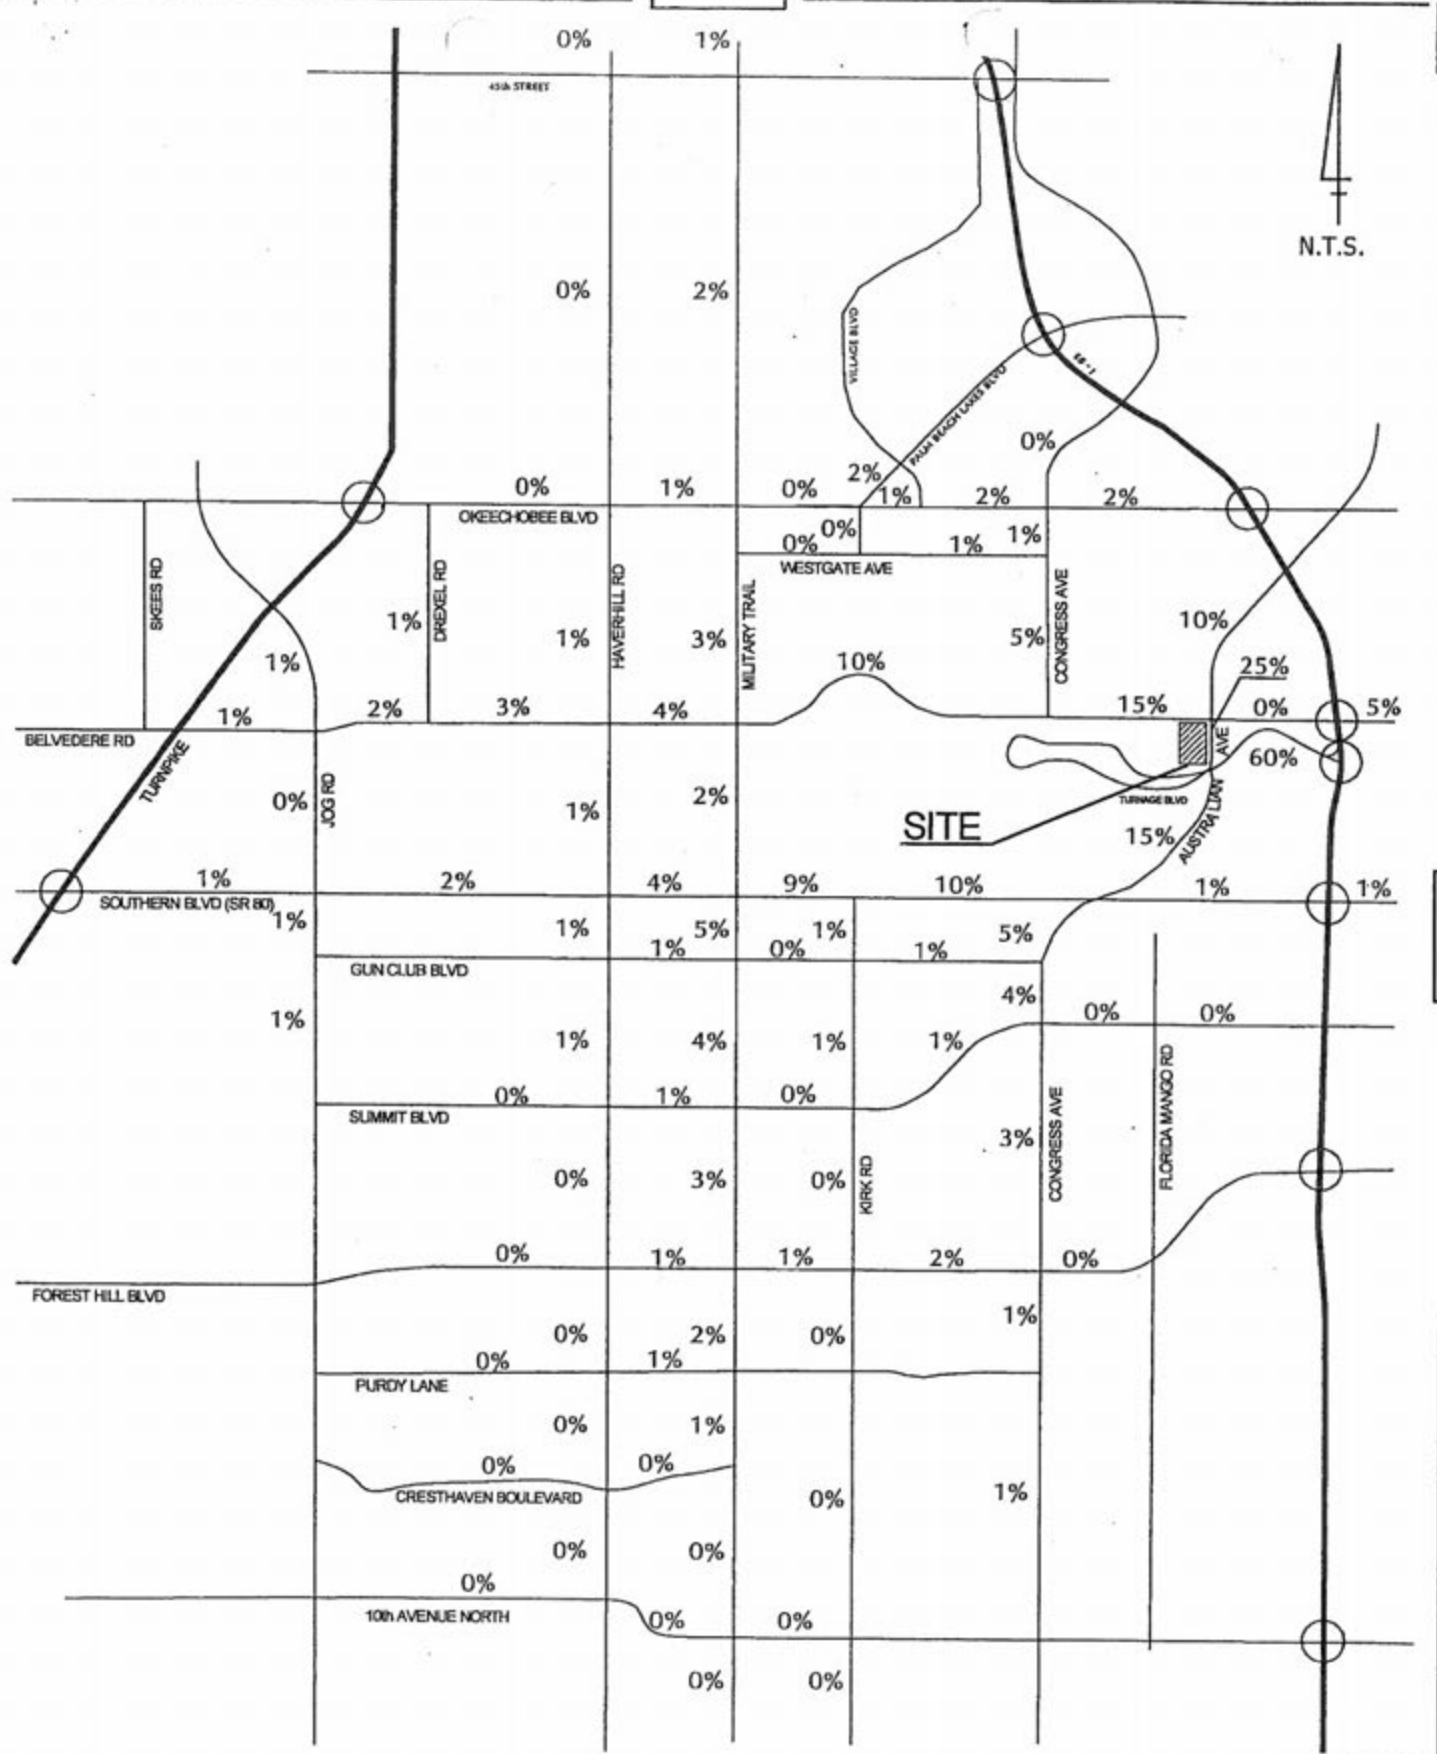 0% 1%
45th STREET
N.T.S.
0% 2%
VILLAGE BLVD
SR-9
PALM BEACH LAKES BLVD
0%
2%
0% 1% 0% 1% 2% 2%
OKEECHOBEE BLVD
0% 1%
0% 1%
WESTGATE AVE
SKEES RD
DREXEL RD
HAVERHILL RD
MILITARY TRAIL
CONGRESS AVE
1% 1% 3% 5% 10%
1% 10% 25%
1% 2% 3% 4% 15% 0% 5%
BELVEDERE RD
TURNPIKE
AVE
60%
JOG RD
0% 1% 2%
TURNAGE BLVD
SITE
15%
AUSTRALIAN
1% 2% 4% 9% 10% 1% 1%
SOUTHERN BLVD (SR 80)
1% 1% 5% 1% 5%
1% 0% 1%
GUN CLUB BLVD
4%
1% 0% 0%
1% 4% 1% 1%
0% 1% 0%
SUMMIT BLVD
FLORIDA MANGO RD
CONGRESS AVE
3%
KIRK RD
0% 3% 0%
0% 1% 1% 2% 0%
FOREST HILL BLVD
1%
0% 2% 0%
0% 1%
PURDY LANE
0% 1%
0% 0%
CRESTHAVEN BOULEVARD
0% 1%
0% 0%
0%
10th AVENUE NORTH
0% 0%
0% 0%